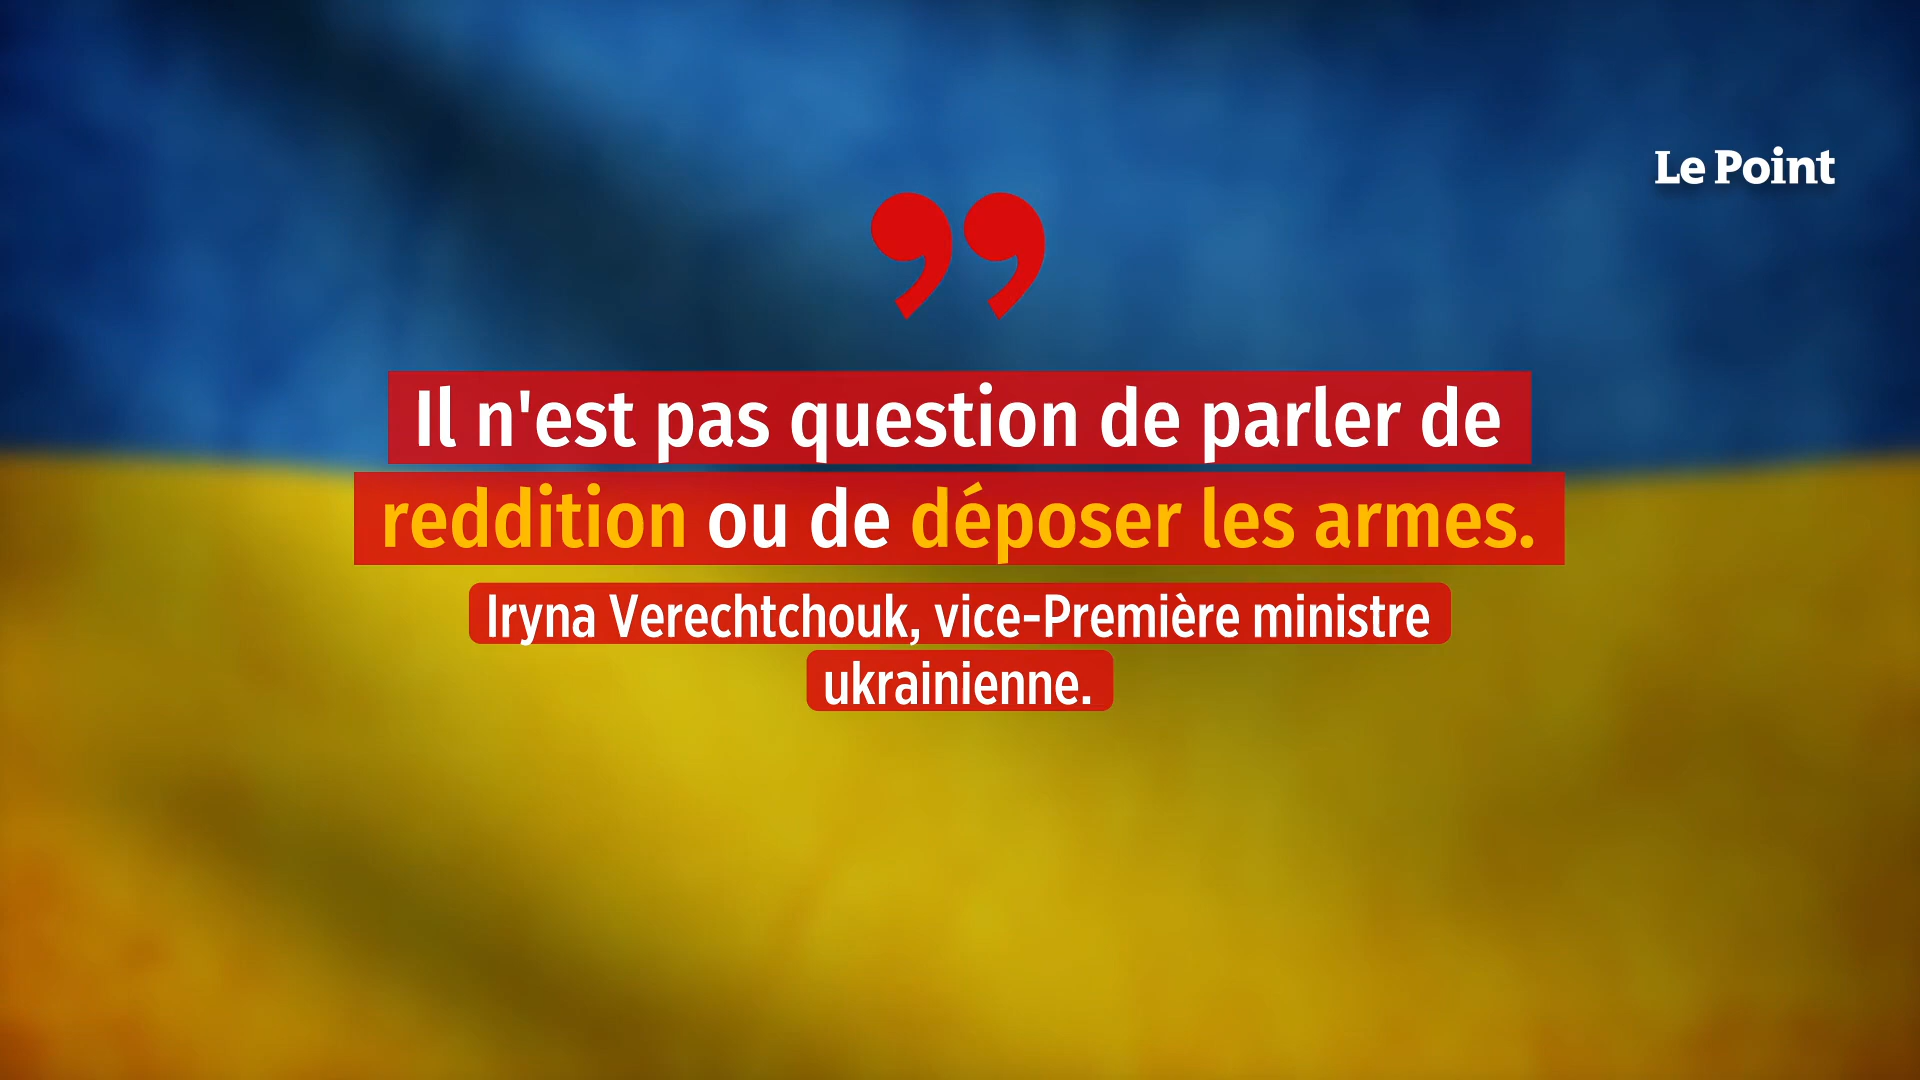 Le Point
Il n'est pas question de parler de
reddition ou de déposer les armes.
Iryna Verechtchouk, vice-Première ministre
ukrainienne.